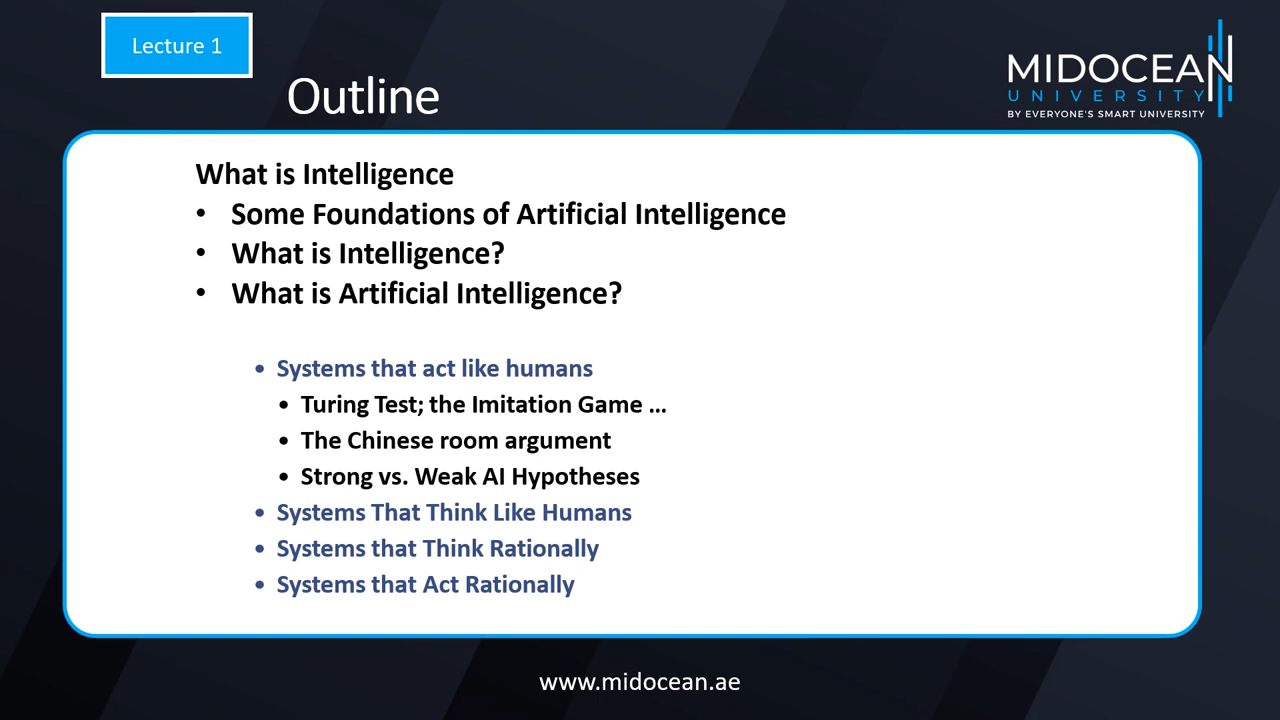 Lecture 1
Outline
MIDOCEAN
UNIVERSITY
BY EVERYONE'S SMART UNIVERSITY
What is Intelligence
• Some Foundations of Artificial Intelligence
• What is Intelligence?
• What is Artificial Intelligence?
• Systems that act like humans
• Turing Test; the Imitation Game ...
• The Chinese room argument
• Strong vs. Weak AI Hypotheses
• Systems That Think Like Humans
• Systems that Think Rationally
• Systems that Act Rationally
www.midocean.ae